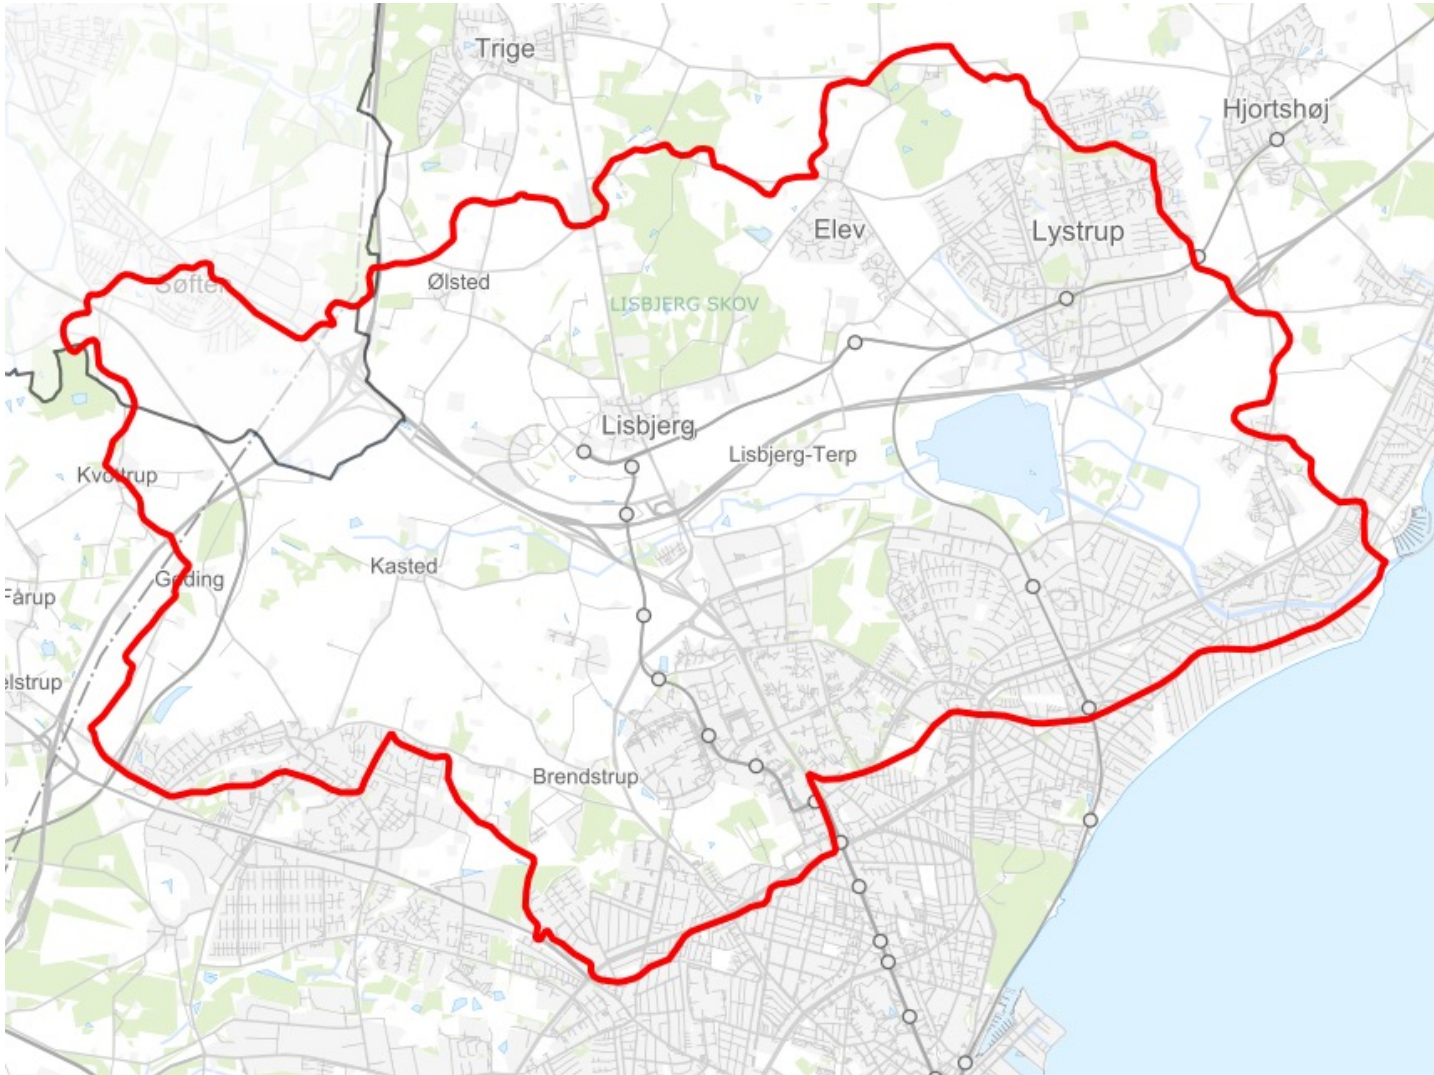 Trige
Hjortshøj
Elev
Lystrup
Ølsted
LISBJERG SKOV
Lisbjerg
Lisbjerg-Terp
Kasted
Brendstrup